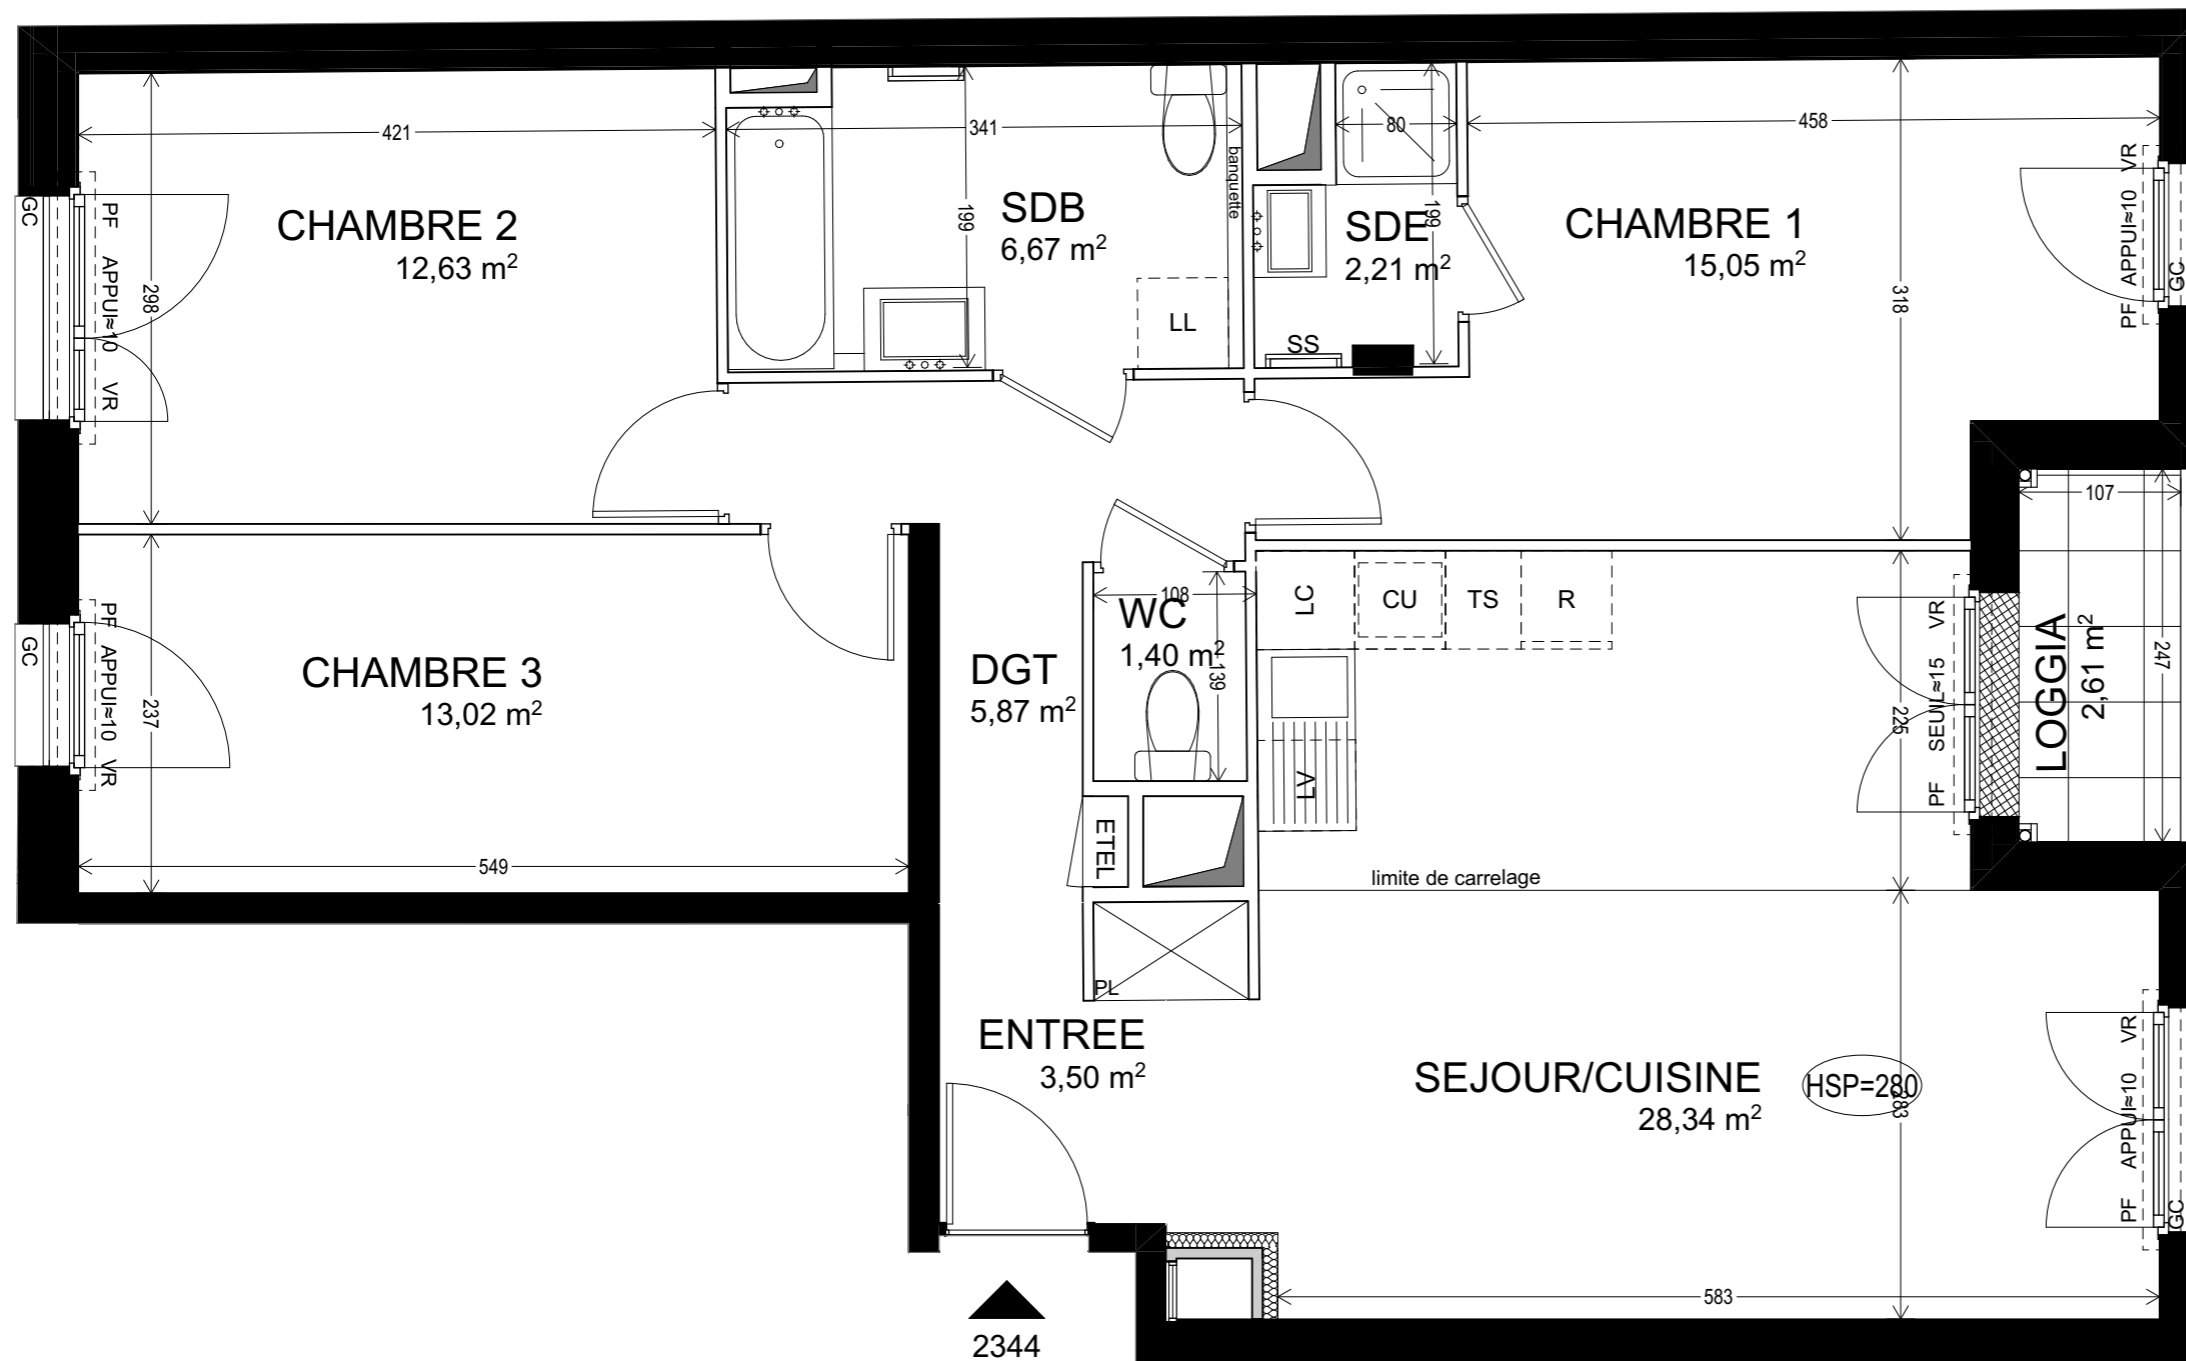 421
341
80
458
GC
PF APPUI≈10 VR
CHAMBRE 2
12,63 m²
298
199
SDB
6,67 m²
banquette
LL
199
SDE
2,21 m²
SS
CHAMBRE 1
15,05 m²
318
PF APPUI≈10 VR
GC
107
GC
PF APPUI≈10 VR
CHAMBRE 3
13,02 m²
237
549
DGT
5,87 m²
108
WC
1,40 m²
139
ETEL
PL
LC
CU
TS
R
LV
225
PF SEUIL≈15 VR
LOGGIA
2,61 m²
247
limite de carrelage
ENTREE
3,50 m²
SEJOUR/CUISINE
28,34 m²
HSP=280
283
PF APPUI≈10 VR
GC
583
2344